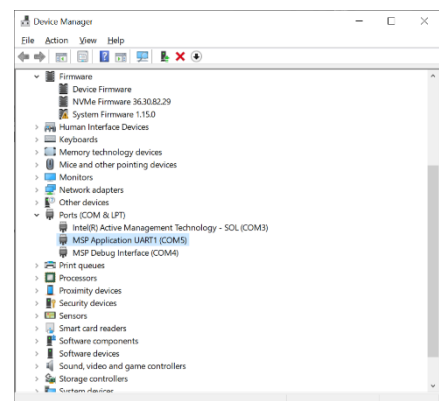 Device Manager
File Action View Help
Firmware
Device Firmware
NVMe Firmware 36.30.82.29
System Firmware 1.15.0
Human Interface Devices
Keyboards
Memory technology devices
Mice and other pointing devices
Monitors
Network adapters
Other devices
Ports (COM & LPT)
Intel(R) Active Management Technology - SOL (COM3)
MSP Application UART1 (COM5)
MSP Debug Interface (COM4)
Print queues
Processors
Proximity devices
Security devices
Sensors
Smart card readers
Software components
Software devices
Sound, video and game controllers
Storage controllers
System devices